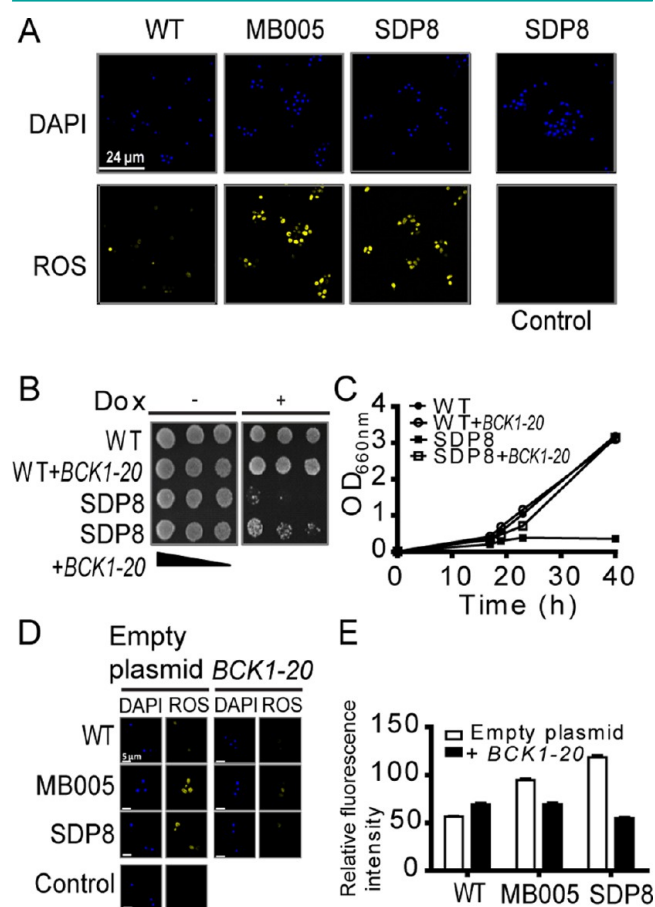 A
WT MB005 SDP8 SDP8
DAPI
24 µm
ROS
Control
B
Dox - +
WT
WT+BCK1-20
SDP8
SDP8
+BCK1-20
C
OD660nm
4
3
2
1
0
WT
WT+BCK1-20
SDP8
SDP8+BCK1-20
0 10 20 30 40
Time (h)
D
Empty
plasmid BCK1-20
DAPI ROS DAPI ROS
WT
5 µm
MB005
SDP8
Control
E
Relative fluorescence
intensity
150
100
50
0
Empty plasmid
+ BCK1-20
WT MB005 SDP8